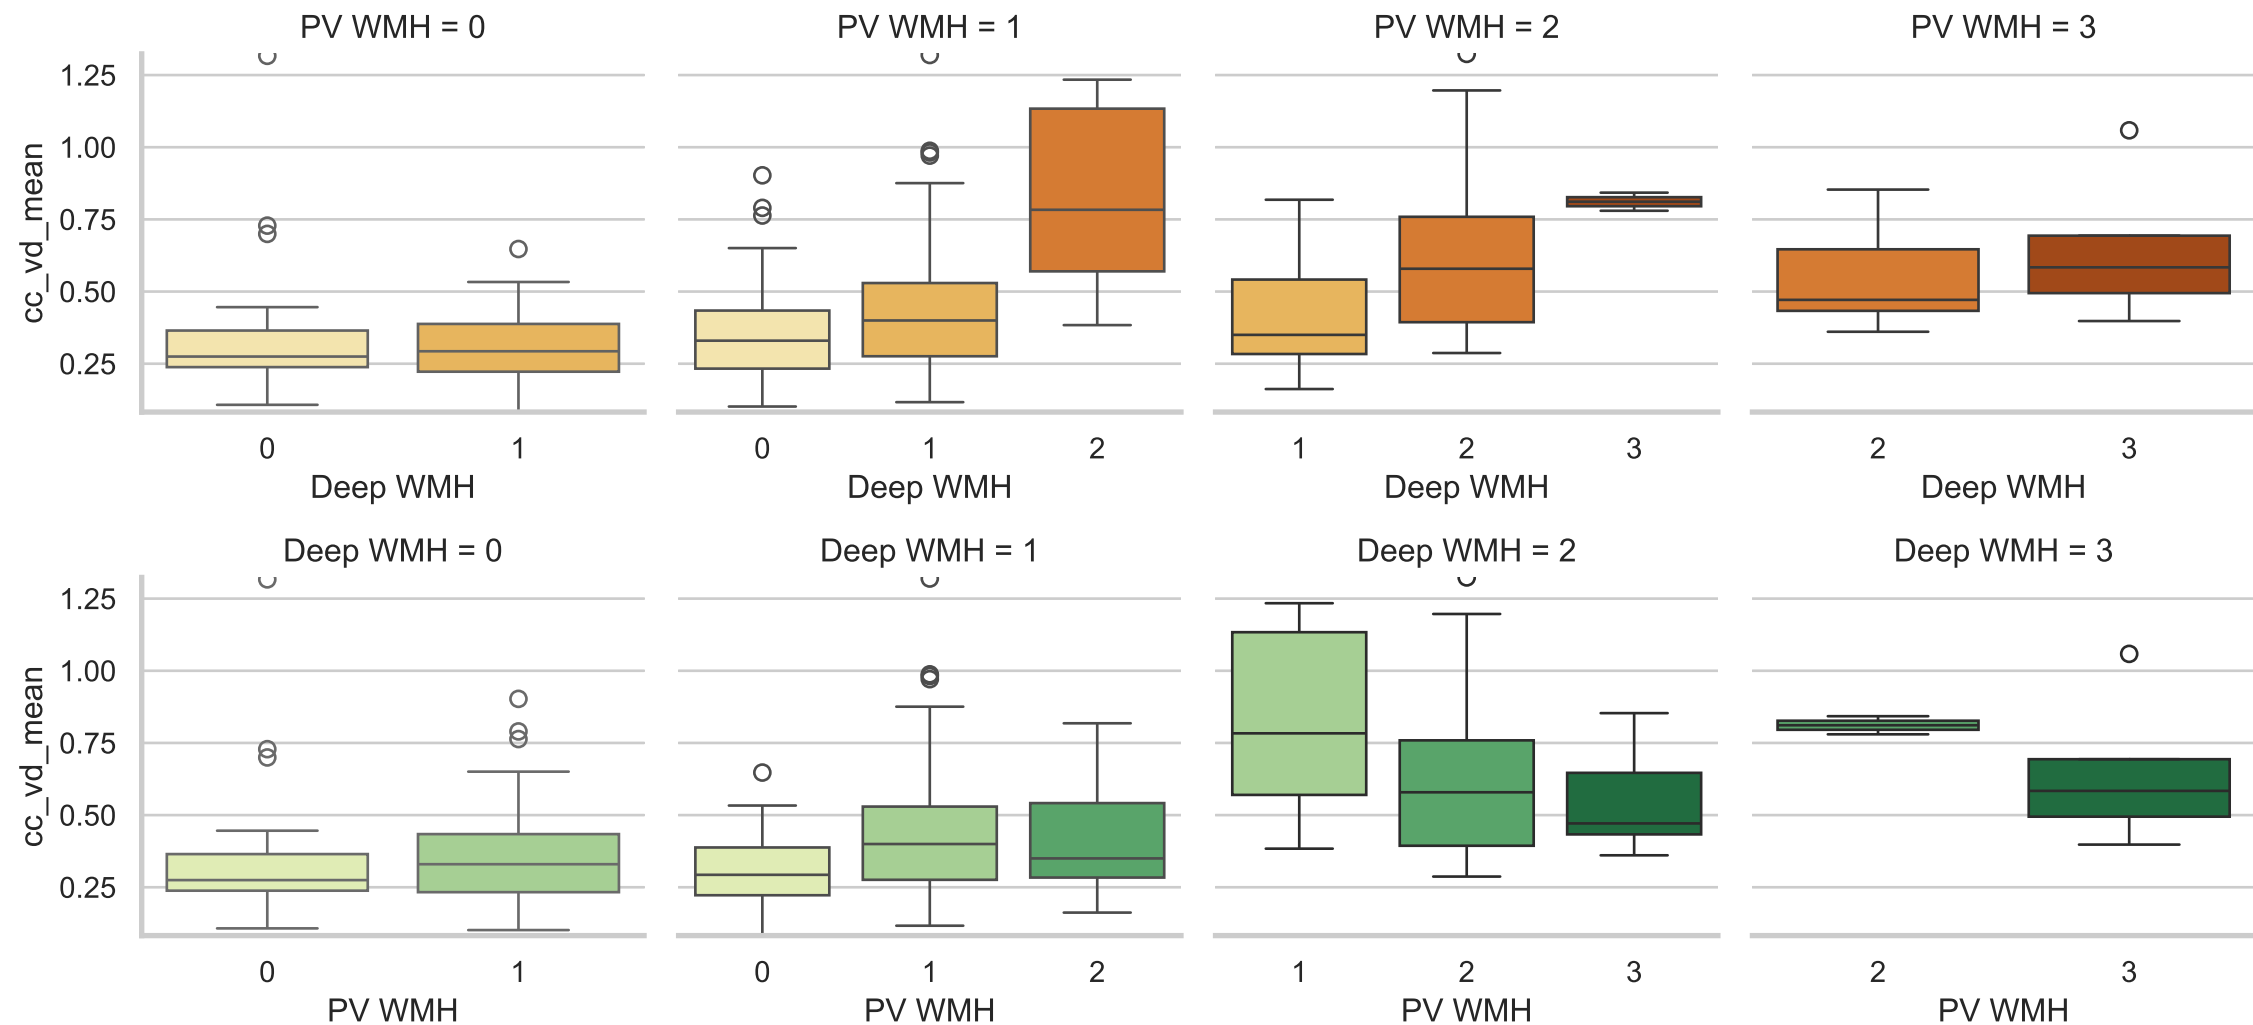 PV WMH = 0
PV WMH = 1
PV WMH = 2
PV WMH = 3
cc_vd_mean
1.25
1.00
0.75
0.50
0.25
0 1
0 1 2
1 2 3
2 3
Deep WMH
Deep WMH
Deep WMH
Deep WMH
Deep WMH = 0
Deep WMH = 1
Deep WMH = 2
Deep WMH = 3
cc_vd_mean
1.25
1.00
0.75
0.50
0.25
0 1
0 1 2
1 2 3
2 3
PV WMH
PV WMH
PV WMH
PV WMH